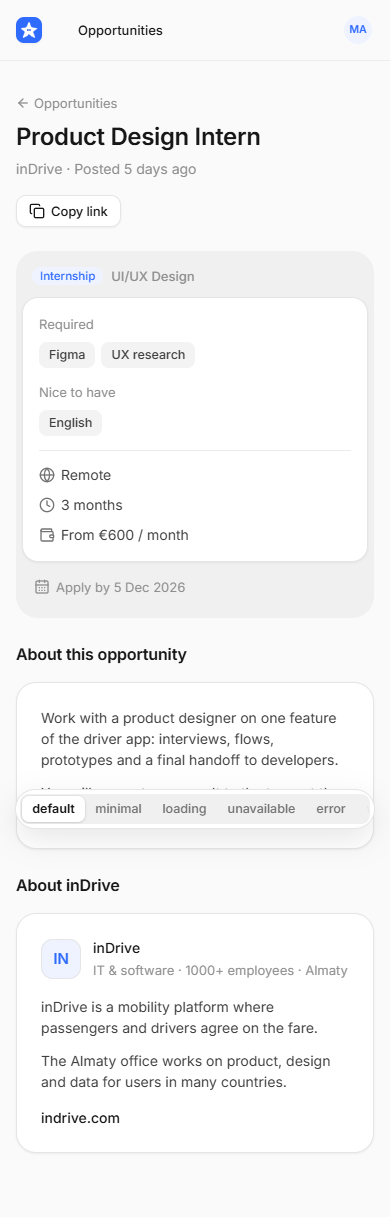 Opportunities
MA
Opportunities
Product Design Intern
inDrive · Posted 5 days ago
Copy link
Internship
UI/UX Design
Required
Figma
UX research
Nice to have
English
Remote
3 months
From €600 / month
Apply by 5 Dec 2026
About this opportunity
Work with a product designer on one feature
of the driver app: interviews, flows,
prototypes and a final handoff to developers.
default
minimal
loading
unavailable
error
About inDrive
IN
inDrive
IT & software · 1000+ employees · Almaty
inDrive is a mobility platform where
passengers and drivers agree on the fare.
The Almaty office works on product, design
and data for users in many countries.
indrive.com